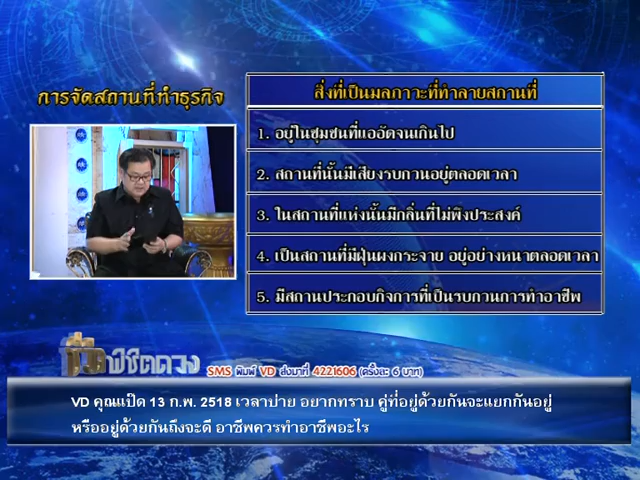 การจัดสถานที่ทำธุรกิจ
สิ่งที่เป็นมลภาวะที่ทำลายสถานที่
1. อยู่ในชุมชนที่แออัดจนเกินไป
2. สถานที่นั้นมีเสียงรบกวนอยู่ตลอดเวลา
3. ในสถานที่แห่งนั้นมีกลิ่นที่ไม่พึงประสงค์
4. เป็นสถานที่มีฝุ่นผงกระจาย อยู่อย่างหนาตลอดเวลา
5. มีสถานประกอบกิจการที่เป็นรบกวนการทำอาชีพ
พิชิตดวง
SMS พิมพ์ VD ส่งมาที่ 4221606 (ครั้งละ 6 บาท)
VD คุณแป๊ด 13 ก.พ. 2518 เวลาบ่าย อยากทราบ คู่ที่อยู่ด้วยกันจะแยกกันอยู่
หรืออยู่ด้วยกันถึงจะดี อาชีพควรทำอาชีพอะไร